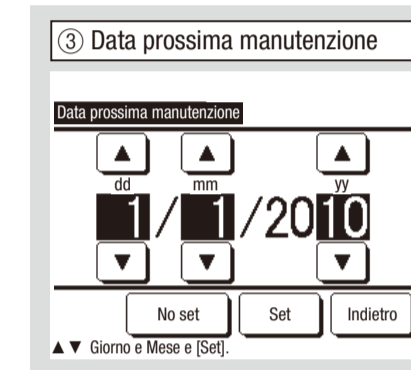 ③ Data prossima manutenzione
Data prossima manutenzione
▲ ▲ ▲
dd mm yy
1 / 1 /2010
▼ ▼ ▼
No set Set Indietro
▲▼ Giorno e Mese e [Set].